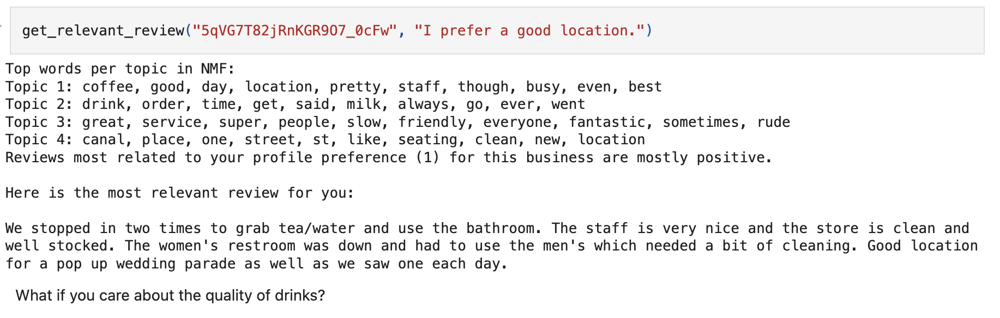 get_relevant_review("5qVG7T82jRnKGR9O7_0cFw", "I prefer a good location.")
Top words per topic in NMF:
Topic 1: coffee, good, day, location, pretty, staff, though, busy, even, best
Topic 2: drink, order, time, get, said, milk, always, go, ever, went
Topic 3: great, service, super, people, slow, friendly, everyone, fantastic, sometimes, rude
Topic 4: canal, place, one, street, st, like, seating, clean, new, location
Reviews most related to your profile preference (1) for this business are mostly positive.
Here is the most relevant review for you:
We stopped in two times to grab tea/water and use the bathroom. The staff is very nice and the store is clean and
well stocked. The women's restroom was down and had to use the men's which needed a bit of cleaning. Good location
for a pop up wedding parade as well as we saw one each day.
What if you care about the quality of drinks?